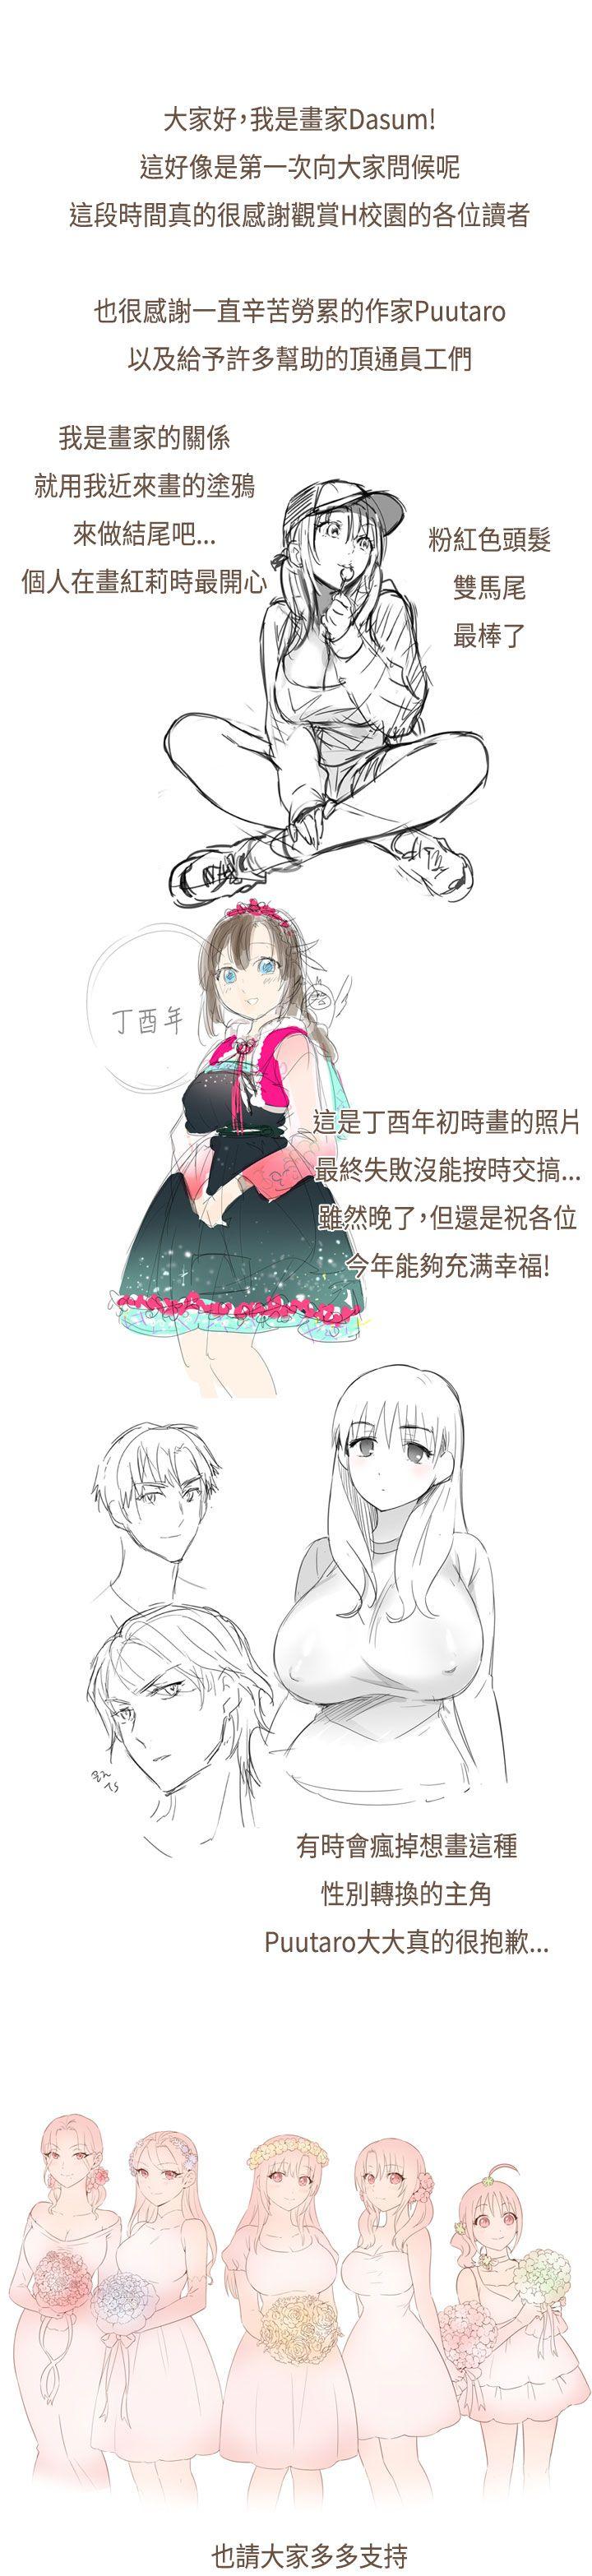 大家好，我是畫家Dasum!
這好像是第一次向大家問候呢
這段時間真的很感謝觀賞H校園的各位讀者
也很感謝一直辛苦勞累的作家Puutaro
以及給予許多幫助的頂通員工們
我是畫家的關係
就用我近來畫的塗鴉
來做結尾吧...
個人在畫紅莉時最開心
粉紅色頭髮
雙馬尾
最棒了
丁酉年
這是丁酉年初時畫的照片
最終失敗沒能按時交搞...
雖然晚了，但還是祝各位
今年能夠充满幸福!
有時會瘋掉想畫這種
性別轉換的主角
Puutaro大大真的很抱歉...
也請大家多多支持